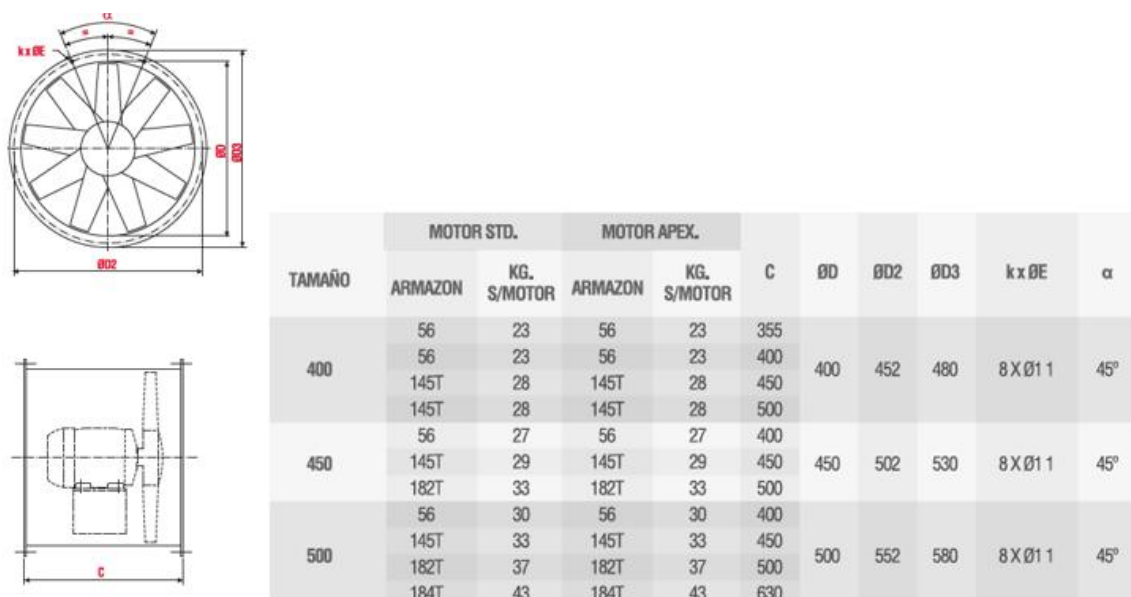 α
= =
k x ØE
ØD
ØD3
ØD2
C
MOTOR STD. MOTOR APEX.
TAMAÑO ARMAZON KG. S/MOTOR ARMAZON KG. S/MOTOR C ØD ØD2 ØD3 k x ØE α
56 23 56 23 355
56 23 56 23 400
400 400 452 480 8 X Ø1 1 45º
145T 28 145T 28 450
145T 28 145T 28 500
56 27 56 27 400
450 145T 29 145T 29 450 450 502 530 8 X Ø1 1 45º
182T 33 182T 33 500
56 30 56 30 400
145T 33 145T 33 450
500 500 552 580 8 X Ø1 1 45º
182T 37 182T 37 500
184T 43 184T 43 630